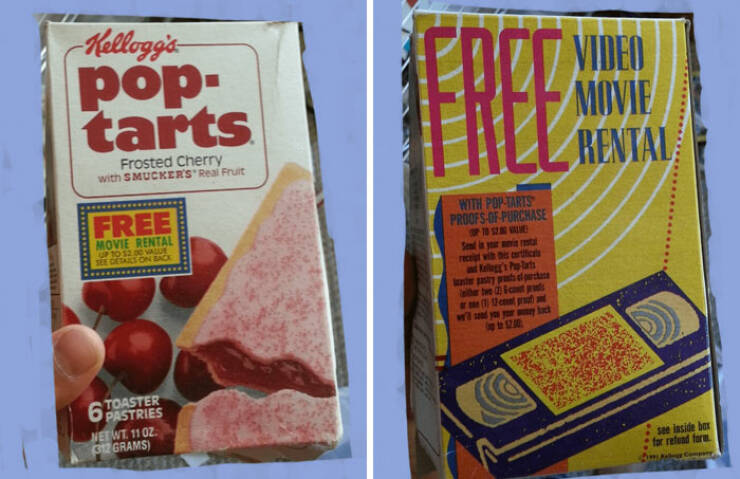 Kellogg's
pop·
tarts®
Frosted Cherry
with SMUCKER'S® Real Fruit
FREE
MOVIE RENTAL
UP TO $2.00 VALUE
SEE DETAILS ON BACK
6 TOASTER
PASTRIES
NET WT. 11 OZ.
(312 GRAMS)
FREE
VIDEO
MOVIE
RENTAL
WITH POP-TARTS®
PROOFS-OF-PURCHASE
(UP TO $2.00 VALUE)
Send in your movie rental
receipt with this certificate
and Kellogg's Pop-Tarts
toaster pastry proofs of purchase
(either two (2) 6-count proofs
or one (1) 12-count proof) and
we'll send you your money back
(up to $2.00).
see inside box
for refund form.
1991 Kellogg Company